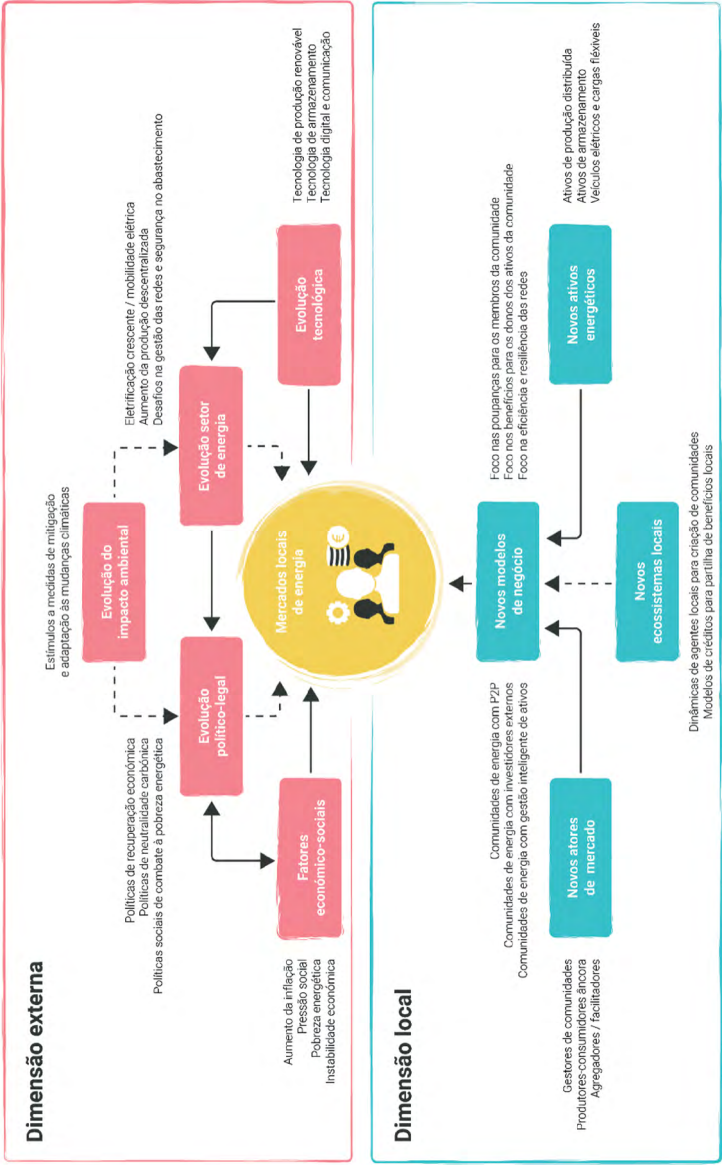 Dimensão externa
Estímulos a medidas de mitigação
e adaptação às mudanças climáticas
Evolução do
impacto ambiental
Políticas de recuperação económica
Políticas de neutralidade carbónica
Políticas sociais de combate à pobreza energética
Eletrificação crescente / mobilidade elétrica
Aumento da produção descentralizada
Desafios na gestão das redes e segurança no abastecimento
Evolução
político-legal
Evolução setor
de energia
Aumento da inflação
Pressão social
Pobreza energética
Instabilidade económica
Fatores
económico-sociais
Evolução
tecnológica
Tecnologia de produção renovável
Tecnologia de armazenamento
Tecnologia digital e comunicação
Mercados locais
de energia
€
Dimensão local
Comunidades de energia com P2P
Comunidades de energia com investidores externos
Comunidades de energia com gestão inteligente de ativos
Novos modelos
de negócio
Foco nas poupanças para os membros da comunidade
Foco nos benefícios para os donos dos ativos da comunidade
Foco na eficiência e resiliência das redes
Gestores de comunidades
Produtores-consumidores âncora
Agregadores / facilitadores
Novos atores
de mercado
Novos ativos
energéticos
Ativos de produção distribuída
Ativos de armazenamento
Veículos elétricos e cargas fléxiveis
Novos
ecossistemas locais
Dinâmicas de agentes locais para criação de comunidades
Modelos de créditos para partilha de benefícios locais